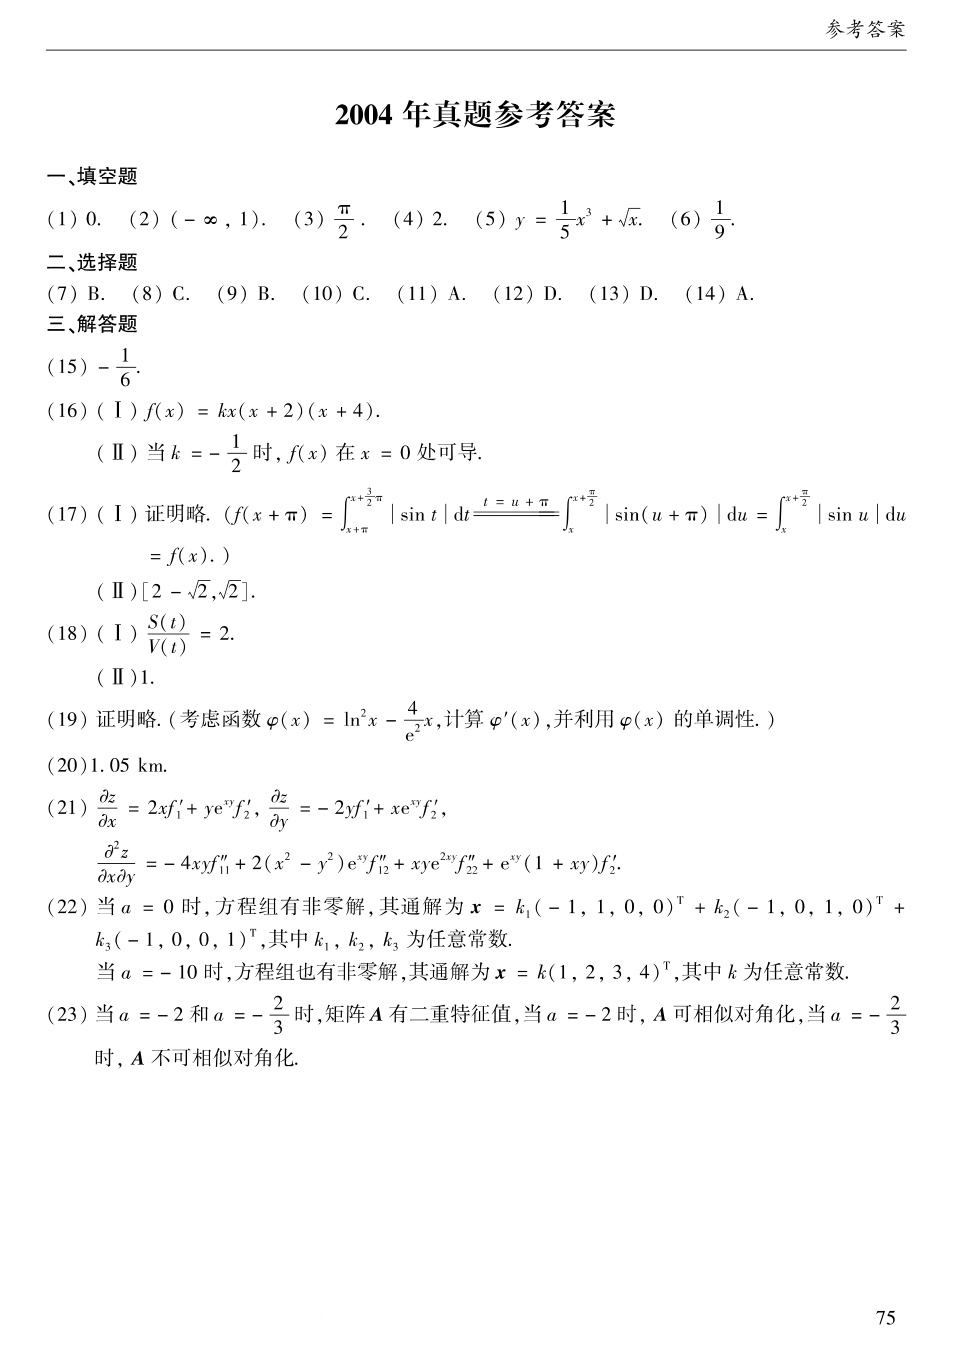 参考答案
2004 年真题参考答案
一、填空题
(1) 0. (2) (-∞, 1). (3) π/2. (4) 2. (5) y = 1/5 x³ + √x. (6) 1/9.
二、选择题
(7) B. (8) C. (9) B. (10) C. (11) A. (12) D. (13) D. (14) A.
三、解答题
(15) -1/6.
(16) (Ⅰ) f(x) = kx(x + 2)(x + 4).
(Ⅱ) 当 k = -1/2 时, f(x) 在 x = 0 处可导.
(17) (Ⅰ) 证明略. (f(x + π) = ∫_{x+π}^{x+3/2π} |sin t| dt =(t = u + π)= ∫_{x}^{x+π/2} |sin(u + π)| du = ∫_{x}^{x+π/2} |sin u| du
= f(x). )
(Ⅱ) [2 - √2, √2].
(18) (Ⅰ) S(t)/V(t) = 2.
(Ⅱ) 1.
(19) 证明略. (考虑函数 φ(x) = ln²x - 4/e² x, 计算 φ′(x), 并利用 φ(x) 的单调性. )
(20) 1.05 km.
(21) ∂z/∂x = 2xf′₁ + ye^{xy}f′₂, ∂z/∂y = -2yf′₁ + xe^{xy}f′₂,
∂²z/∂x∂y = -4xyf″₁₁ + 2(x² - y²)e^{xy}f″₁₂ + xye^{2xy}f″₂₂ + e^{xy}(1 + xy)f′₂.
(22) 当 a = 0 时, 方程组有非零解, 其通解为 x = k₁(-1, 1, 0, 0)ᵀ + k₂(-1, 0, 1, 0)ᵀ +
k₃(-1, 0, 0, 1)ᵀ, 其中 k₁, k₂, k₃ 为任意常数.
当 a = -10 时, 方程组也有非零解, 其通解为 x = k(1, 2, 3, 4)ᵀ, 其中 k 为任意常数.
(23) 当 a = -2 和 a = -2/3 时, 矩阵 A 有二重特征值, 当 a = -2 时, A 可相似对角化, 当 a = -2/3
时, A 不可相似对角化.
75